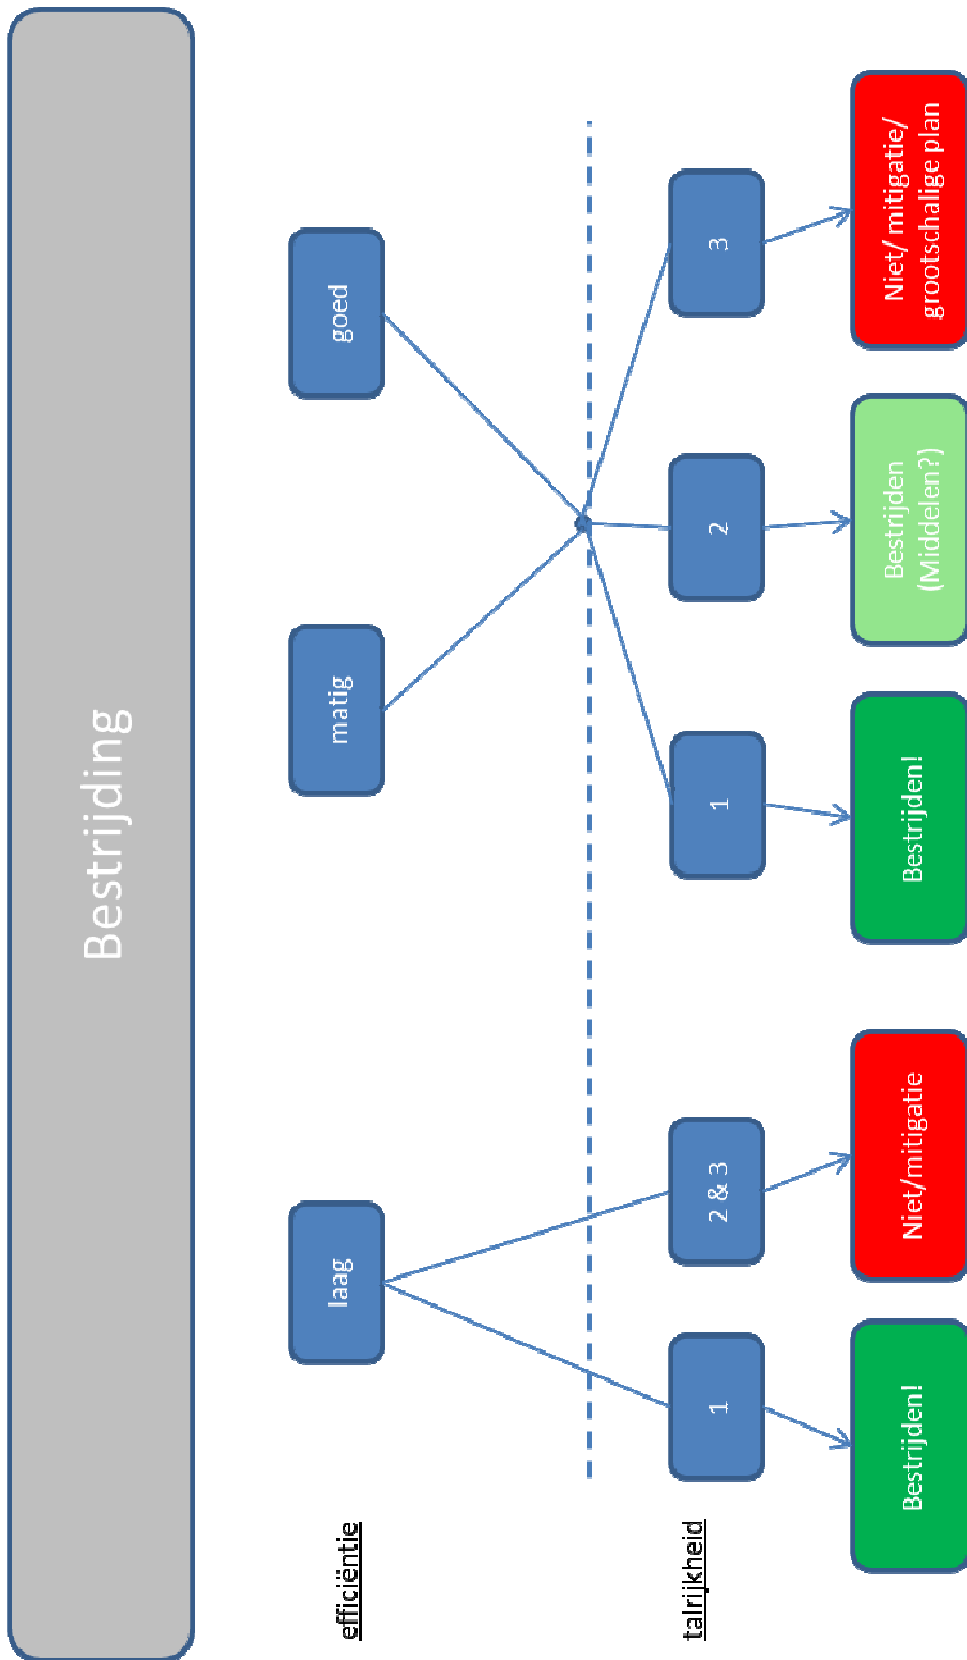 Bestrijding
efficiëntie
laag
matig
goed
talrijkheid
1
2 & 3
1
2
3
Bestrijden!
Niet/mitigatie
Bestrijden!
Bestrijden
(Middelen?)
Niet/ mitigatie/
grootschalige plan